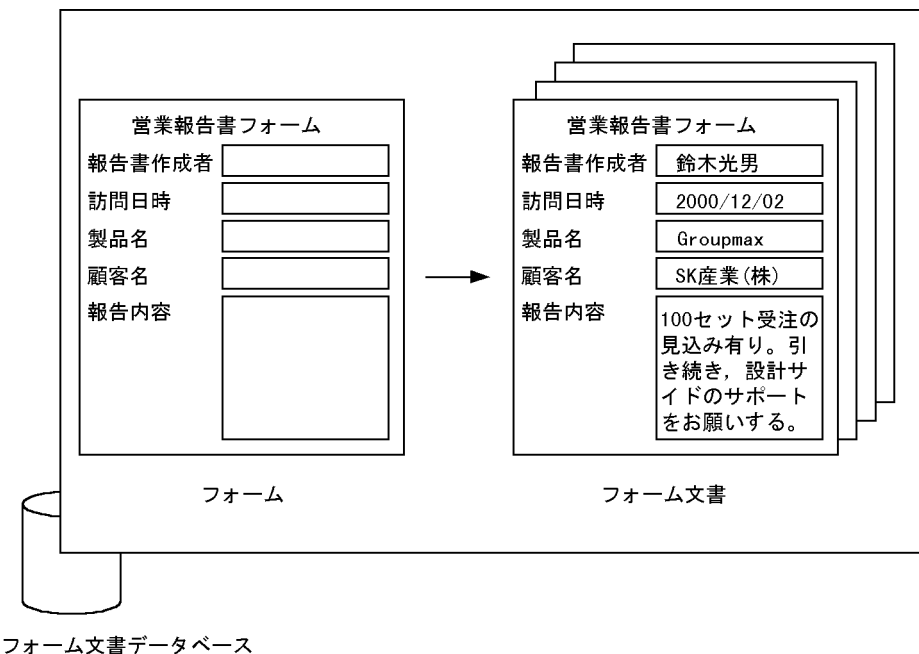 営業報告書フォーム
報告書作成者
訪問日時
製品名
顧客名
報告内容
フォーム
営業報告書フォーム
報告書作成者 鈴木光男
訪問日時 2000/12/02
製品名 Groupmax
顧客名 SK産業(株)
報告内容
100セット受注の
見込み有り。引
き続き，設計サ
イドのサポート
をお願いする。
フォーム文書
フォーム文書データベース